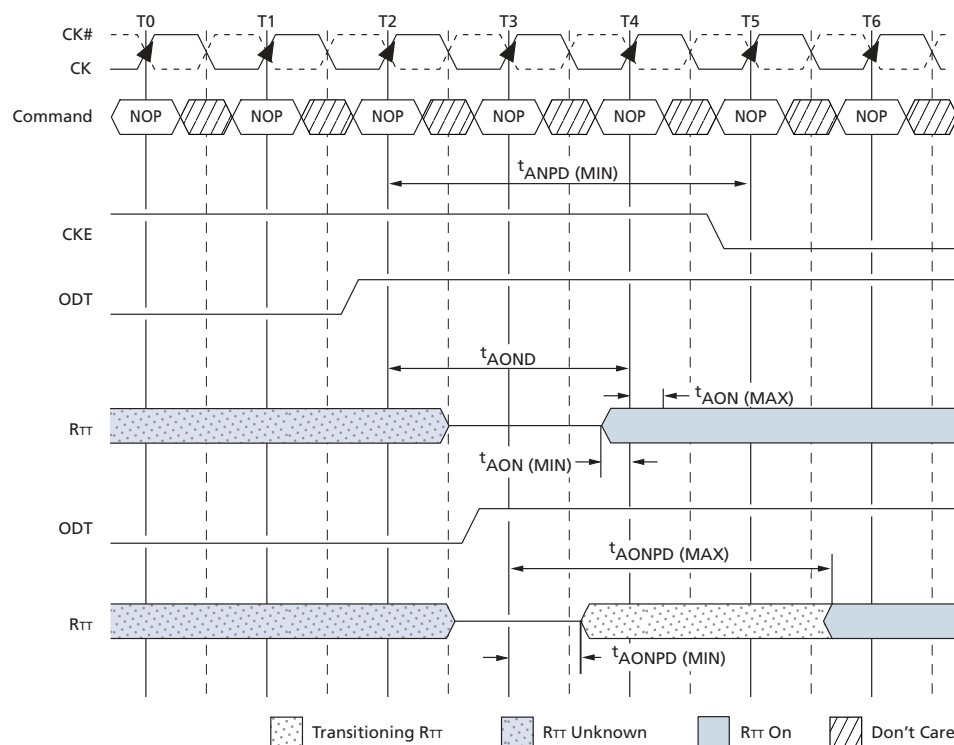 T0 T1 T2 T3 T4 T5 T6
CK#
CK
Command NOP NOP NOP NOP NOP NOP NOP
tANPD (MIN)
CKE
ODT
tAOND
tAON (MAX)
RTT
tAON (MIN)
ODT
tAONPD (MAX)
RTT
tAONPD (MIN)
Transitioning RTT RTT Unknown RTT On Don't Care